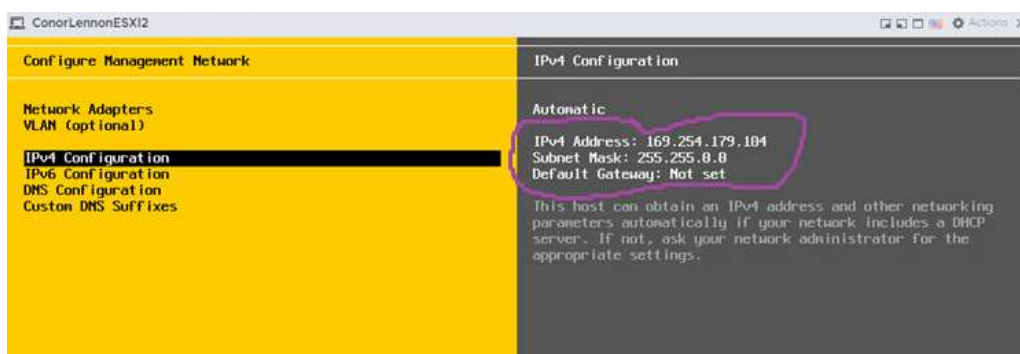 ConorLennonESXI2
Actions
Configure Management Network
Network Adapters
VLAN (optional)
IPv4 Configuration
IPv6 Configuration
DNS Configuration
Custom DNS Suffixes
IPv4 Configuration
Automatic
IPv4 Address: 169.254.179.104
Subnet Mask: 255.255.0.0
Default Gateway: Not set
This host can obtain an IPv4 address and other networking
parameters automatically if your network includes a DHCP
server. If not, ask your network administrator for the
appropriate settings.